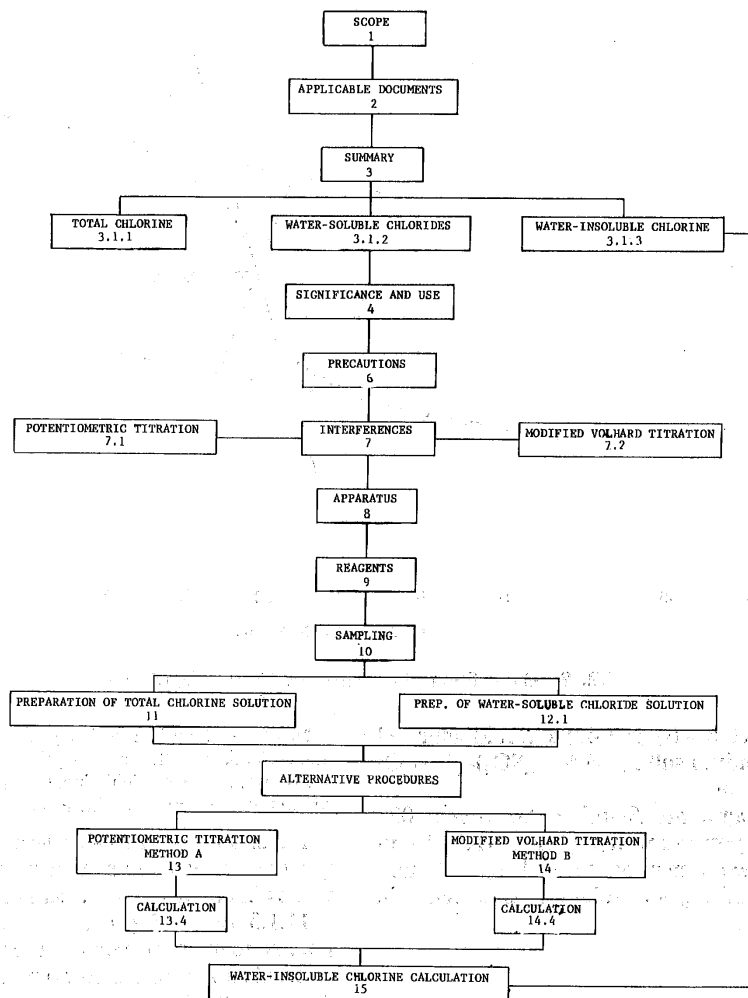 SCOPE
1
APPLICABLE DOCUMENTS
2
SUMMARY
3
TOTAL CHLORINE
3.1.1
WATER-SOLUBLE CHLORIDES
3.1.2
WATER-INSOLUBLE CHLORINE
3.1.3
SIGNIFICANCE AND USE
4
PRECAUTIONS
6
POTENTIOMETRIC TITRATION
7.1
INTERFERENCES
7
MODIFIED VOLHARD TITRATION
7.2
APPARATUS
8
REAGENTS
9
SAMPLING
10
PREPARATION OF TOTAL CHLORINE SOLUTION
11
PREP. OF WATER-SOLUBLE CHLORIDE SOLUTION
12.1
ALTERNATIVE PROCEDURES
POTENTIOMETRIC TITRATION
METHOD A
13
MODIFIED VOLHARD TITRATION
METHOD B
14
CALCULATION
13.4
CALCULATION
14.4
WATER-INSOLUBLE CHLORINE CALCULATION
15